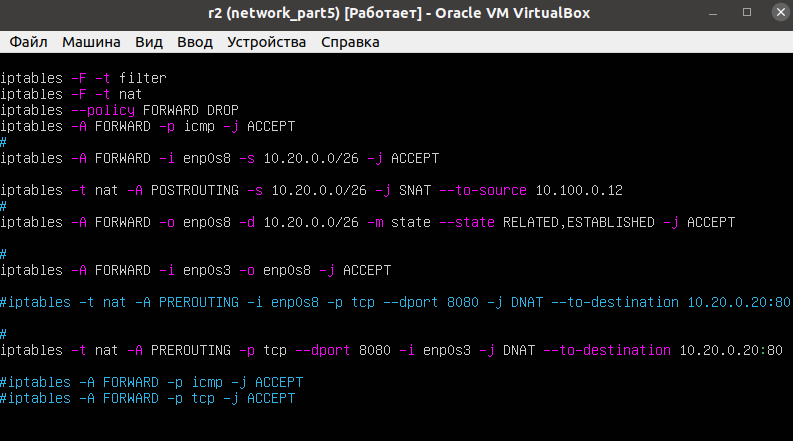 r2 (network_part5) [Работает] - Oracle VM VirtualBox
Файл Машина Вид Ввод Устройства Справка
iptables -F -t filter
iptables -F -t nat
iptables --policy FORWARD DROP
iptables -A FORWARD -p icmp -j ACCEPT
#
iptables -A FORWARD -i enp0s8 -s 10.20.0.0/26 -j ACCEPT
iptables -t nat -A POSTROUTING -s 10.20.0.0/26 -j SNAT --to-source 10.100.0.12
#
iptables -A FORWARD -o enp0s8 -d 10.20.0.0/26 -m state --state RELATED,ESTABLISHED -j ACCEPT
#
iptables -A FORWARD -i enp0s3 -o enp0s8 -j ACCEPT
#iptables -t nat -A PREROUTING -i enp0s8 -p tcp --dport 8080 -j DNAT --to-destination 10.20.0.20:80
#
iptables -t nat -A PREROUTING -p tcp --dport 8080 -i enp0s3 -j DNAT --to-destination 10.20.0.20:80
#iptables -A FORWARD -p icmp -j ACCEPT
#iptables -A FORWARD -p tcp -j ACCEPT